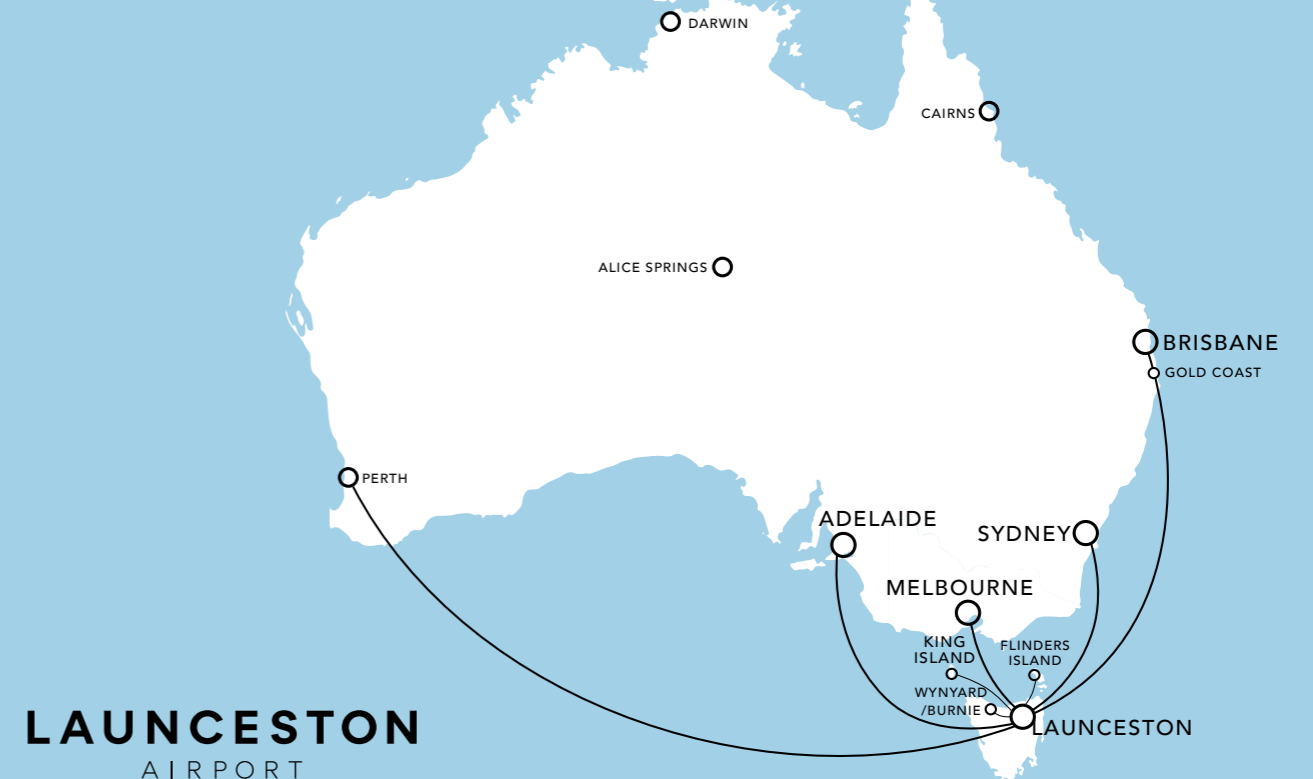 DARWIN
CAIRNS
ALICE SPRINGS
BRISBANE
GOLD COAST
PERTH
ADELAIDE
SYDNEY
MELBOURNE
KING
ISLAND
FLINDERS
ISLAND
WYNYARD
/BURNIE
LAUNCESTON
LAUNCESTON
AIRPORT